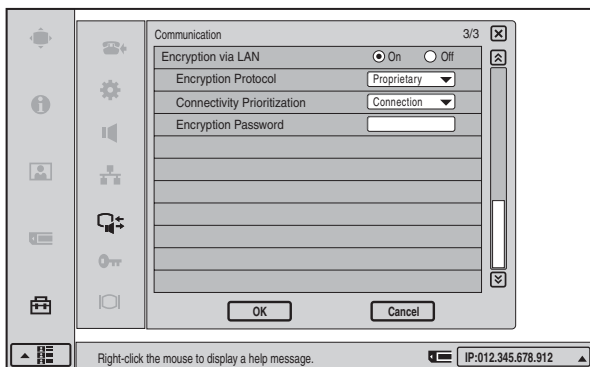 Communication 3/3
Encryption via LAN On Off
Encryption Protocol Proprietary
Connectivity Prioritization Connection
Encryption Password
OK Cancel
Right-click the mouse to display a help message. IP:012.345.678.912